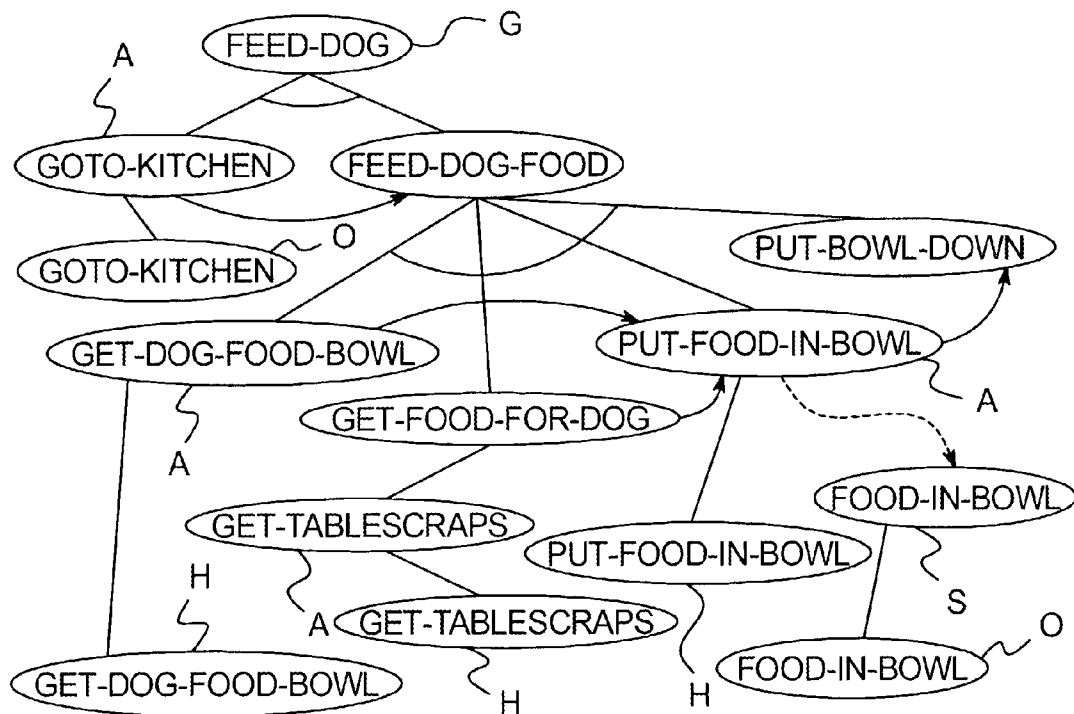 FEED-DOG
G
A
GOTO-KITCHEN
FEED-DOG-FOOD
O
GOTO-KITCHEN
PUT-BOWL-DOWN
GET-DOG-FOOD-BOWL
PUT-FOOD-IN-BOWL
A
GET-FOOD-FOR-DOG
A
FOOD-IN-BOWL
GET-TABLESCRAPS
PUT-FOOD-IN-BOWL
H
S
A
GET-TABLESCRAPS
O
GET-DOG-FOOD-BOWL
H
H
FOOD-IN-BOWL